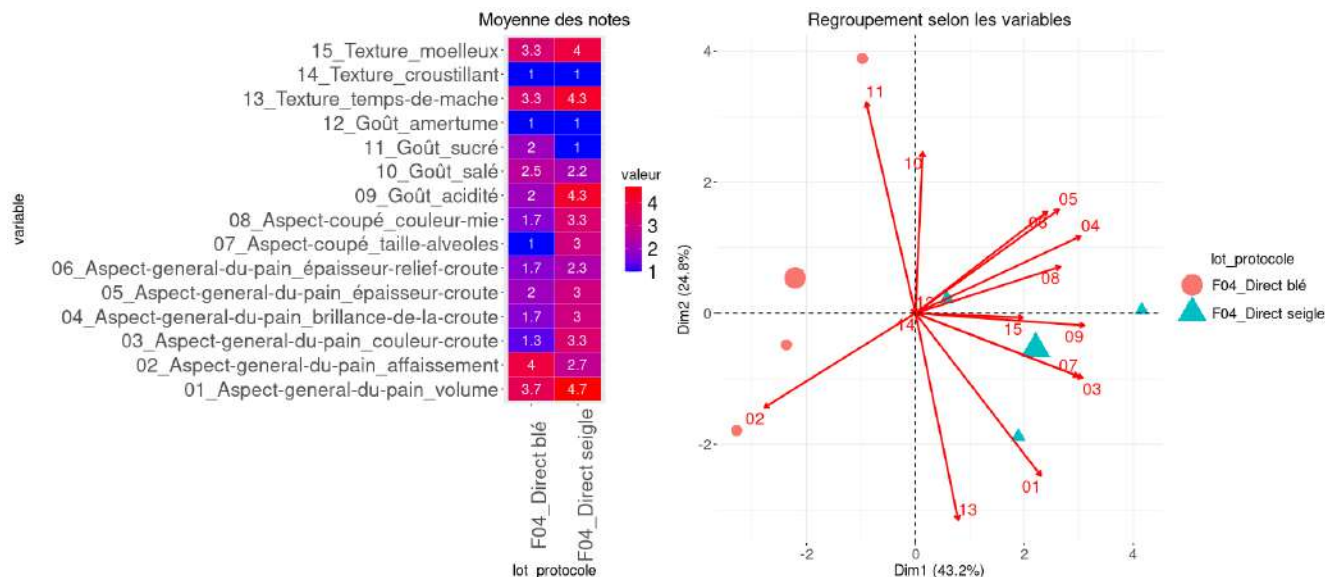 Moyenne des notes
variable
15_Texture_moelleux 3.3 4
14_Texture_croustillant 1 1
13_Texture_temps-de-mache 3.3 4.3
12_Goût_amertume 1 1
11_Goût_sucré 2 1
10_Goût_salé 2.5 2.2
09_Goût_acidité 2 4.3
08_Aspect-coupé_couleur-mie 1.7 3.3
07_Aspect-coupé_taille-alveoles 1 3
06_Aspect-general-du-pain_épaisseur-relief-croute 1.7 2.3
05_Aspect-general-du-pain_épaisseur-croute 2 3
04_Aspect-general-du-pain_brillance-de-la-croute 1.7 3
03_Aspect-general-du-pain_couleur-croute 1.3 3.3
02_Aspect-general-du-pain_affaissement 4 2.7
01_Aspect-general-du-pain_volume 3.7 4.7
F04_Direct blé
F04_Direct seigle
lot_protocole
valeur
4
3
2
1
Regroupement selon les variables
Dim2 (24.8%)
4
2
0
-2
11
10
05
04
08
14
15
09
07
03
02
01
13
-2
0
2
4
Dim1 (43.2%)
lot_protocole
F04_Direct blé
F04_Direct seigle